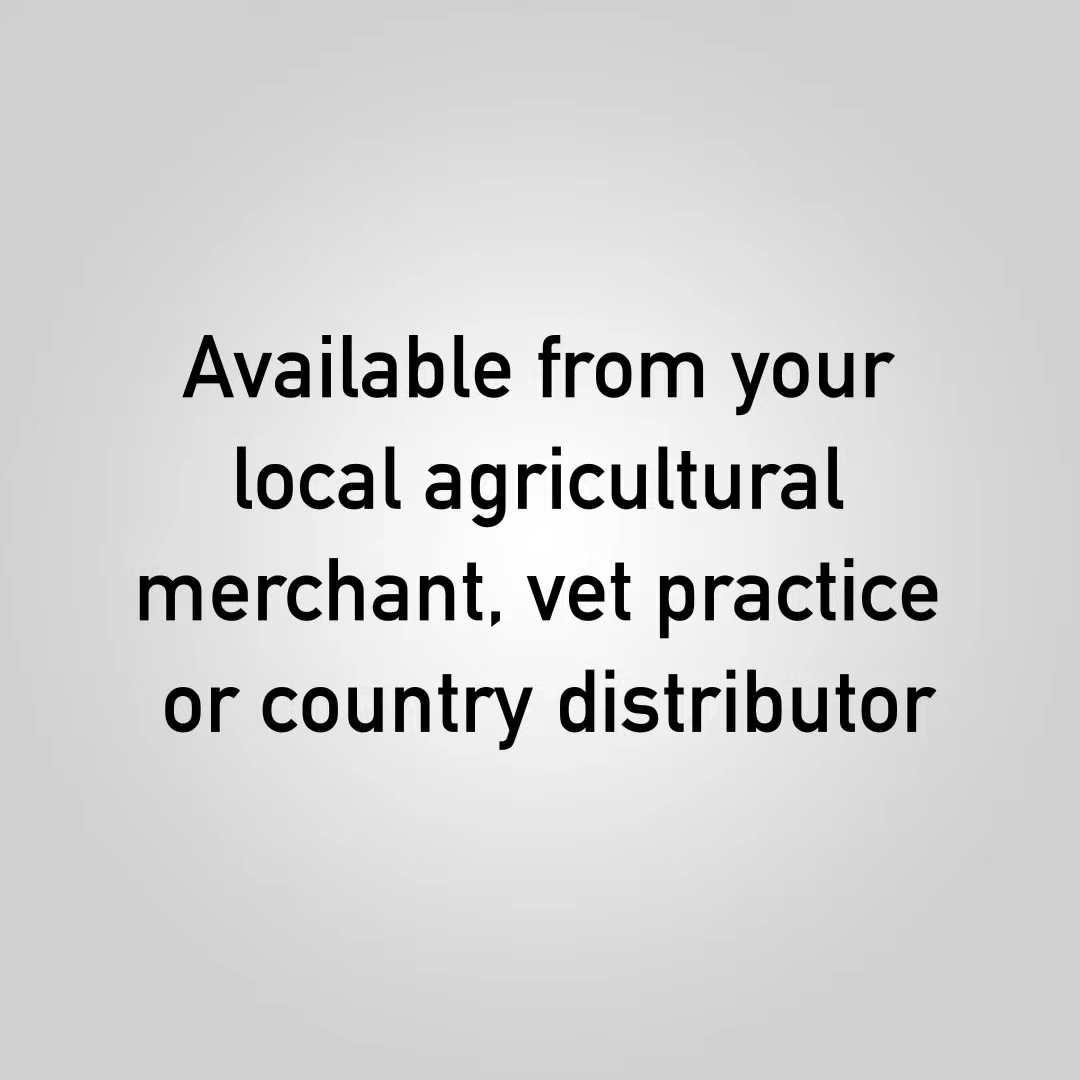 Available from your
local agricultural
merchant, vet practice
or country distributor